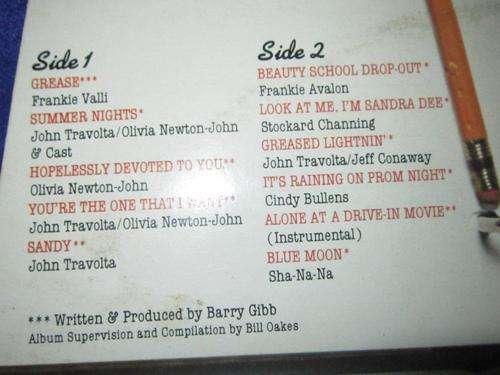 Side 1
GREASE***
Frankie Valli
SUMMER NIGHTS*
John Travolta/Olivia Newton-John
& Cast
HOPELESSLY DEVOTED TO YOU**
Olivia Newton-John
YOU'RE THE ONE THAT I WANT**
John Travolta/Olivia Newton-John
SANDY**
John Travolta
Side 2
BEAUTY SCHOOL DROP-OUT*
Frankie Avalon
LOOK AT ME, I'M SANDRA DEE*
Stockard Channing
GREASED LIGHTNIN'*
John Travolta/Jeff Conaway
IT'S RAINING ON PROM NIGHT*
Cindy Bullens
ALONE AT A DRIVE-IN MOVIE**
(Instrumental)
BLUE MOON*
Sha-Na-Na
*** Written & Produced by Barry Gibb
Album Supervision and Compilation by Bill Oakes